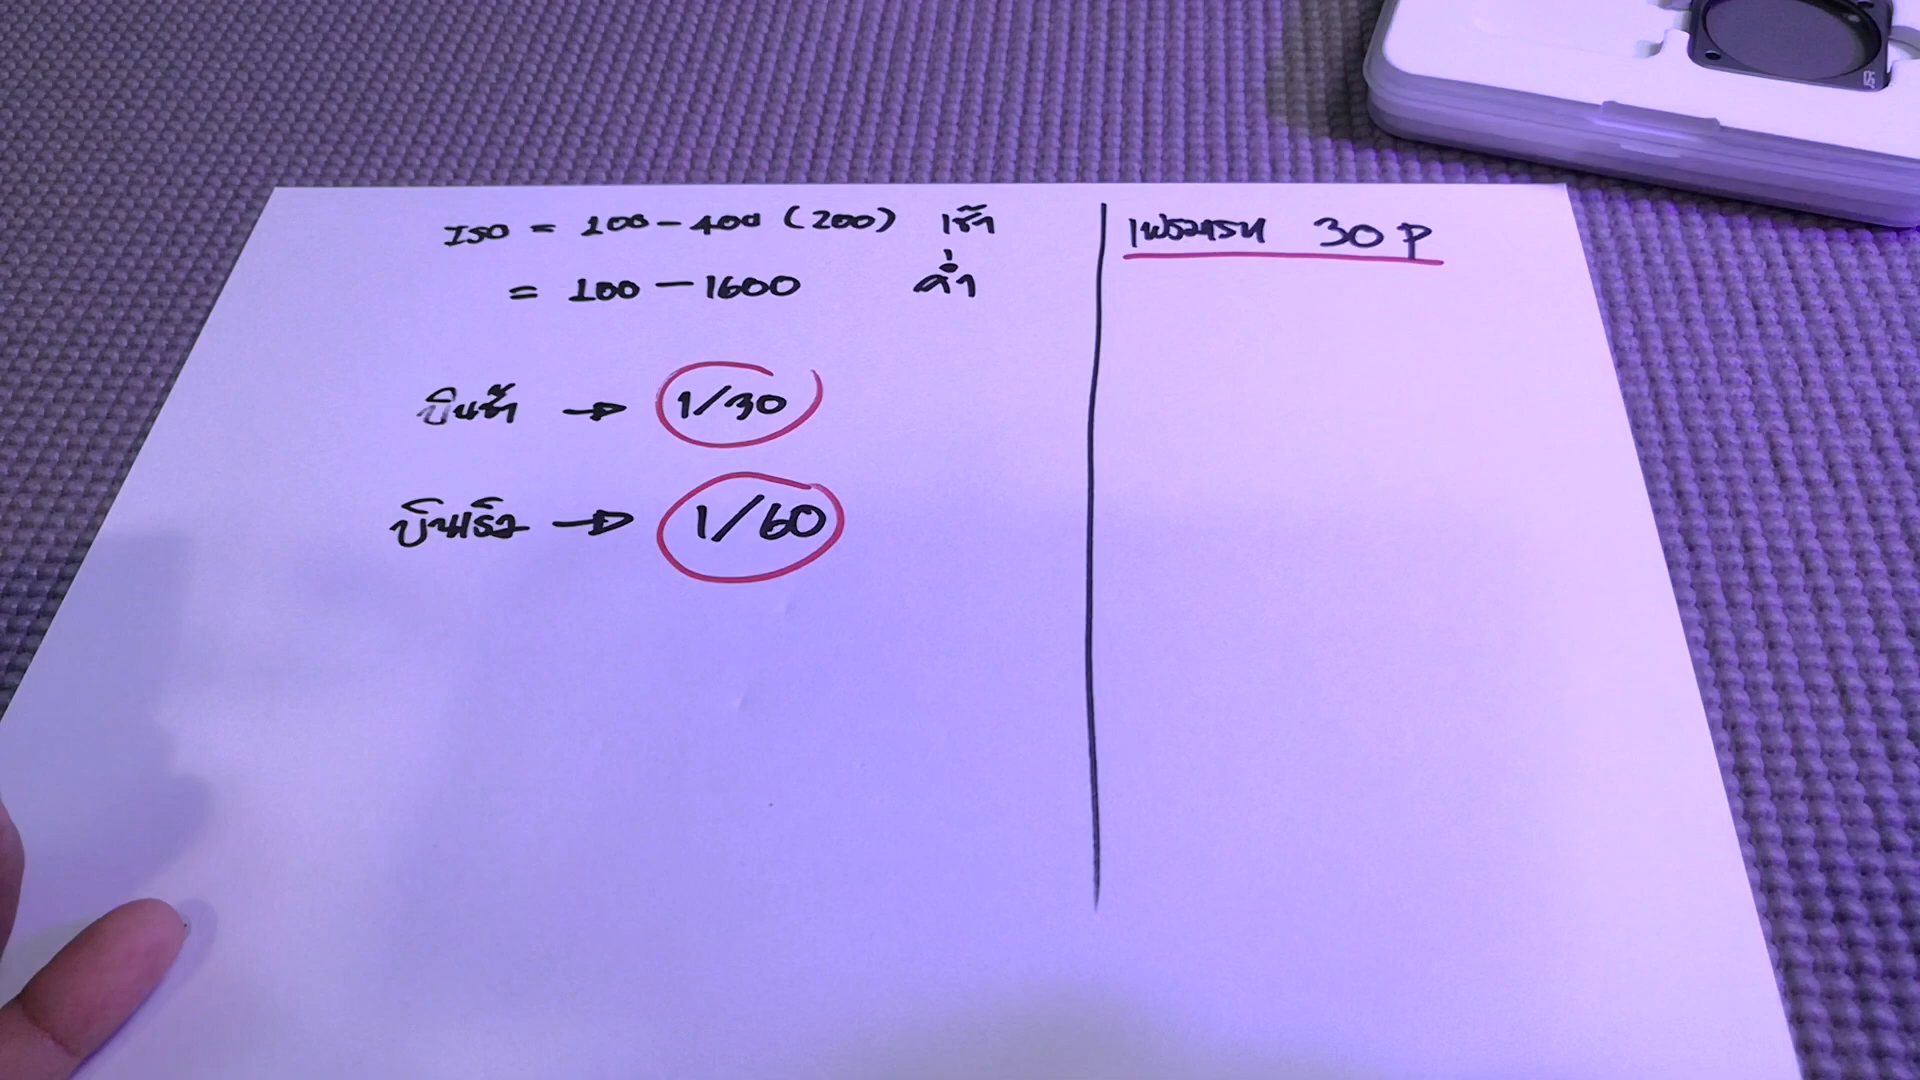 ISO = 100 - 400 (200) เช้า
= 100 - 1600 ค่ำ
บินช้า → 1/30
บินเร็ว → 1/60
เฟรมเรท 30 P